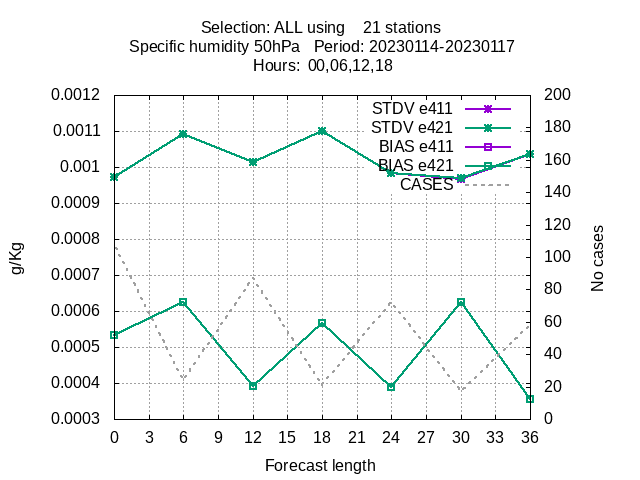 Selection: ALL using    21 stations
Specific humidity 50hPa   Period: 20230114-20230117
Hours:  00,06,12,18
STDV e411
STDV e421
BIAS e411
BIAS e421
CASES
0.0012
0.0011
0.001
0.0009
0.0008
0.0007
0.0006
0.0005
0.0004
0.0003
g/Kg
200
180
160
140
120
100
80
60
40
20
0
No cases
0 3 6 9 12 15 18 21 24 27 30 33 36
Forecast length